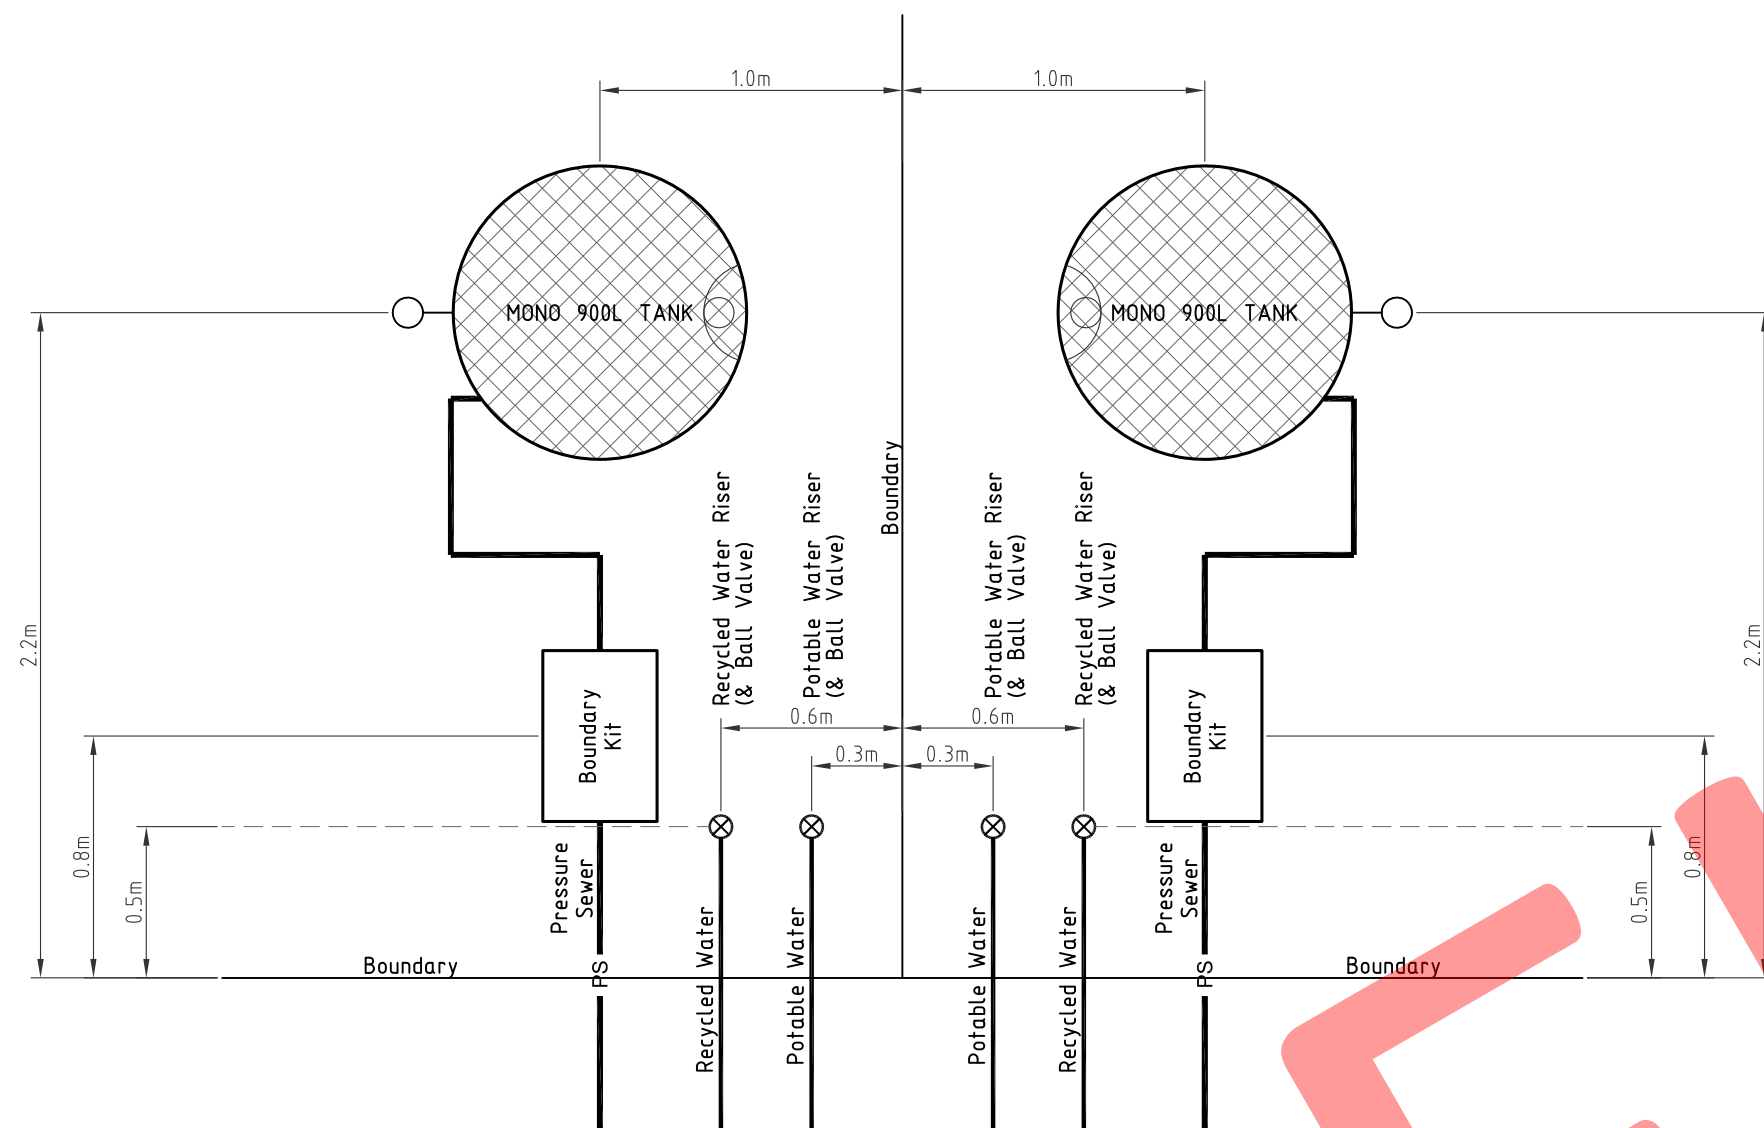 1.0m
1.0m
MONO 900L TANK
MONO 900L TANK
Boundary
Recycled Water Riser
(& Ball Valve)
Potable Water Riser
(& Ball Valve)
Potable Water Riser
(& Ball Valve)
Recycled Water Riser
(& Ball Valve)
2.2m
2.2m
0.6m
0.6m
0.3m
0.3m
Boundary
Kit
Boundary
Kit
0.8m
0.5m
0.8m
0.5m
Pressure
Sewer
Pressure
Sewer
Boundary
Boundary
PS
PS
Recycled Water
Potable Water
Potable Water
Recycled Water